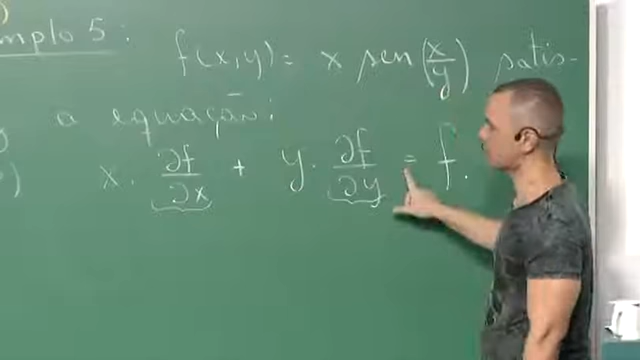 mplo 5:
f(x,y) = x sen(x/y) satis-
a equação:
x · ∂f/∂x + y · ∂f/∂y = f.